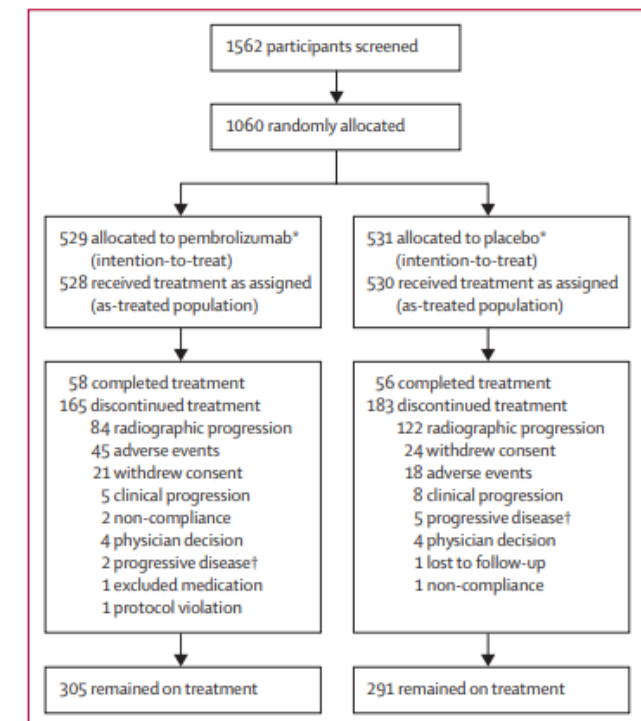 1562 participants screened
1060 randomly allocated
529 allocated to pembrolizumab*
(intention-to-treat)
528 received treatment as assigned
(as-treated population)
531 allocated to placebo*
(intention-to-treat)
530 received treatment as assigned
(as-treated population)
58 completed treatment
165 discontinued treatment
84 radiographic progression
45 adverse events
21 withdrew consent
5 clinical progression
2 non-compliance
4 physician decision
2 progressive disease†
1 excluded medication
1 protocol violation
56 completed treatment
183 discontinued treatment
122 radiographic progression
24 withdrew consent
18 adverse events
8 clinical progression
5 progressive disease†
4 physician decision
1 lost to follow-up
1 non-compliance
305 remained on treatment
291 remained on treatment